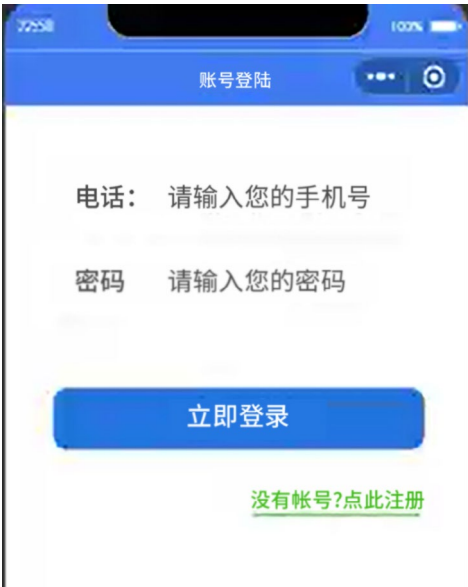 100%
账号登陆
电话： 请输入您的手机号
密码 请输入您的密码
立即登录
没有帐号?点此注册